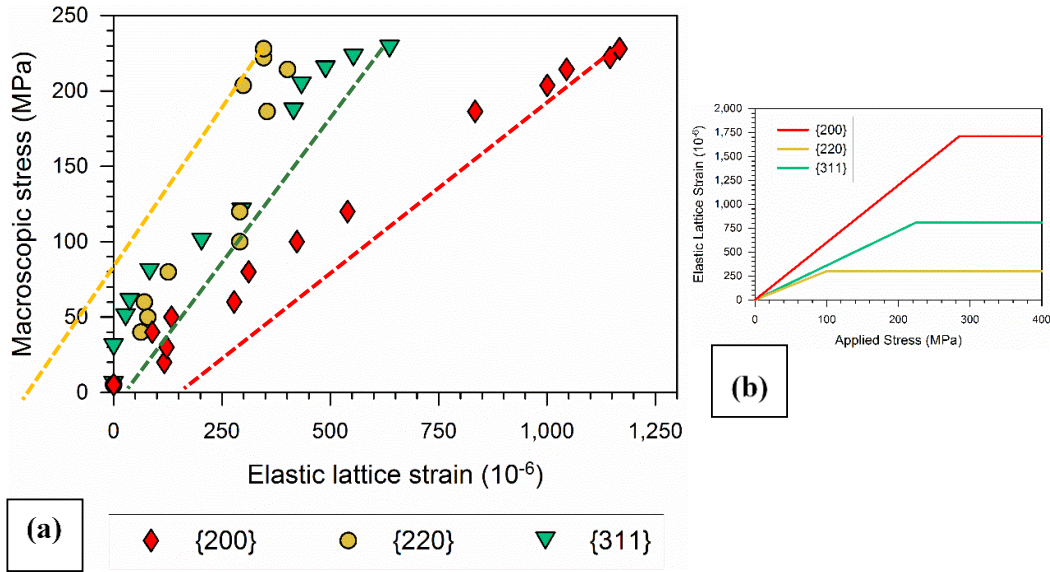 Macroscopic stress (MPa)
250
200
150
100
50
0
0 250 500 750 1,000 1,250
Elastic lattice strain (10-6)
(a)
{200} {220} {311}
Elastic Lattice Strain (10-6)
2,000
1,750
1,500
1,250
1,000
750
500
250
0
{200}
{220}
{311}
0 100 200 300 400
Applied Stress (MPa)
(b)